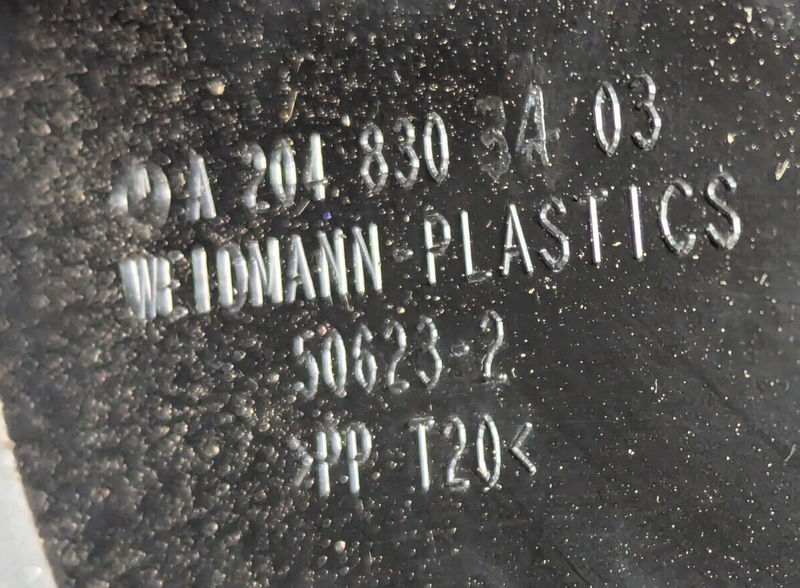 A 204 830 3A 03
WEIDMANN-PLASTICS
50623-2
>PP T20<